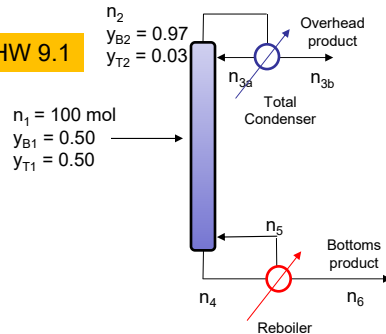 HW 9.1
n2
yB2 = 0.97
yT2 = 0.03
Overhead
product
n3a
n3b
Total
Condenser
n1 = 100 mol
yB1 = 0.50
yT1 = 0.50
n5
Bottoms
product
n4
n6
Reboiler